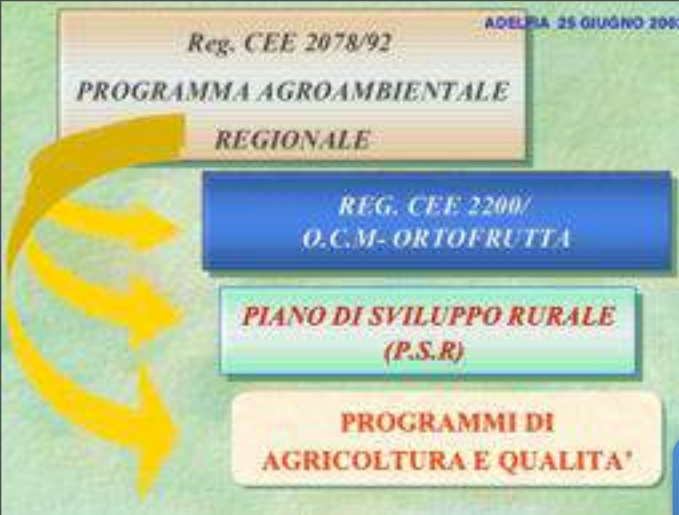 ADELFIA 25 GIUGNO
Reg. CEE 2078/92
PROGRAMMA AGROAMBIENTALE
REGIONALE
REG. CEE 2200/
O.C.M- ORTOFRUTTA
PIANO DI SVILUPPO RURALE
(P.S.R)
PROGRAMMI DI
AGRICOLTURA E QUALITA'